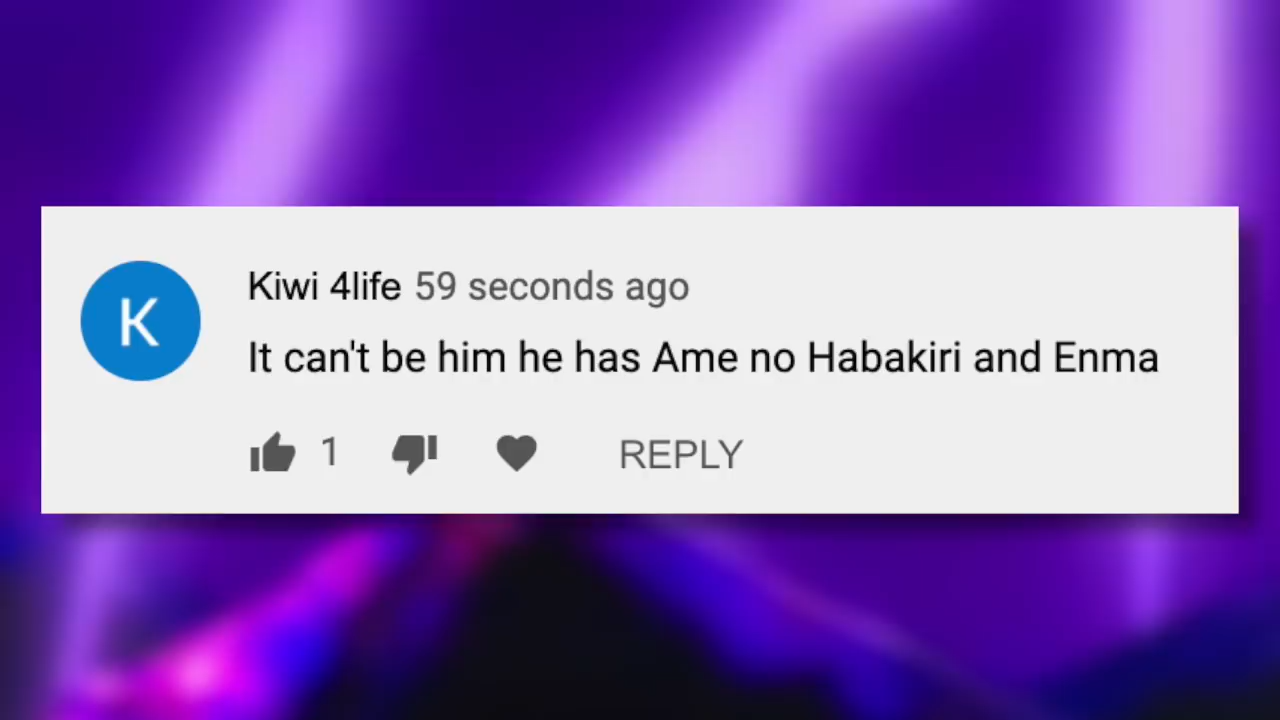 K
Kiwi 4life 59 seconds ago
It can't be him he has Ame no Habakiri and Enma
1 REPLY